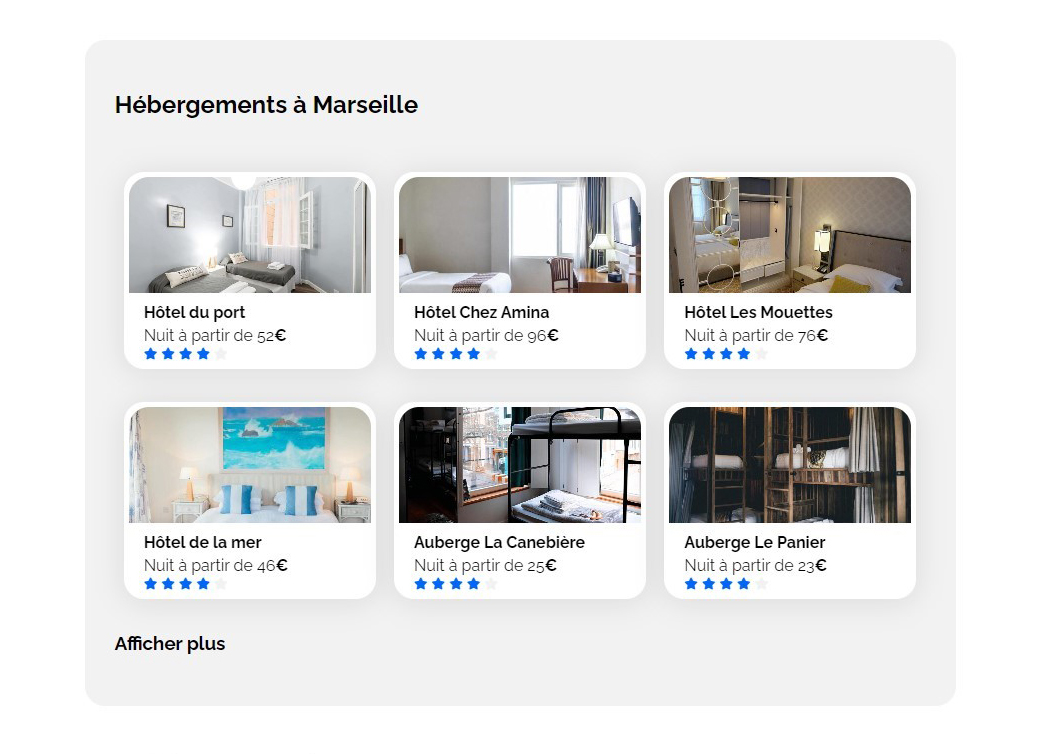 Hébergements à Marseille
Hôtel du port
Nuit à partir de 52€
Hôtel Chez Amina
Nuit à partir de 96€
Hôtel Les Mouettes
Nuit à partir de 76€
Hôtel de la mer
Nuit à partir de 46€
Auberge La Canebière
Nuit à partir de 25€
Auberge Le Panier
Nuit à partir de 23€
Afficher plus